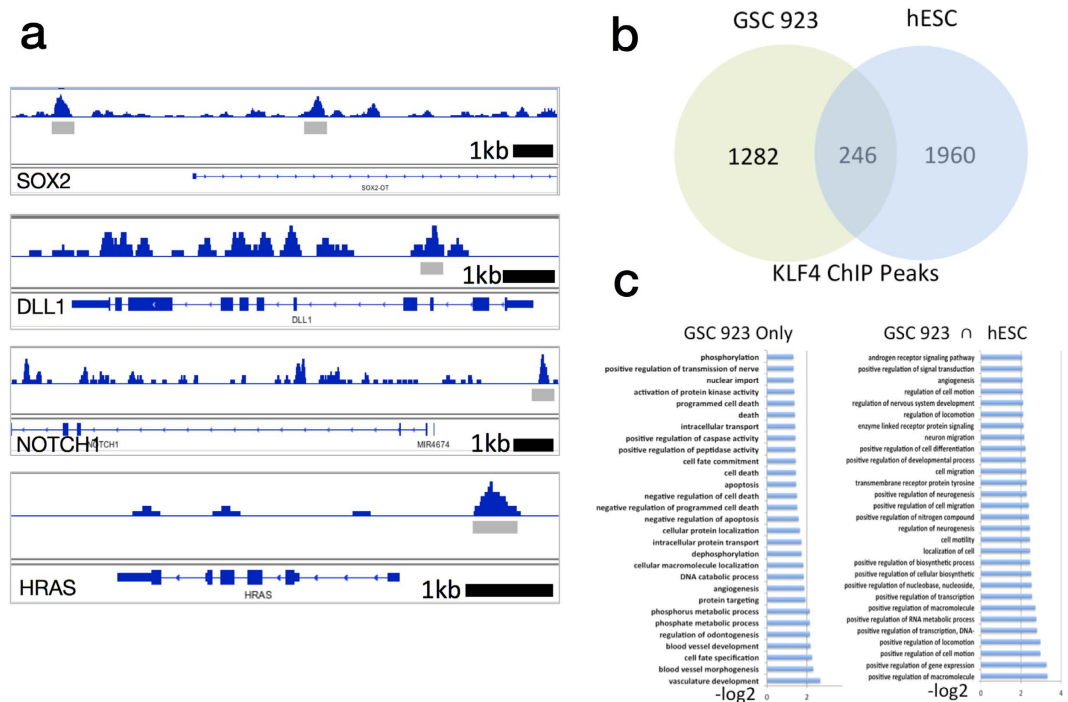 a
1kb
SOX2
SOX2-OT
1kb
DLL1
DLL1
1kb
NOTCH1
NOTCH1
MIR4674
1kb
HRAS
HRAS
b
GSC 923
hESC
1282
246
1960
KLF4 ChIP Peaks
c
GSC 923 Only
phosphorylation
positive regulation of transmission of nerve
nuclear import
activation of protein kinase activity
programmed cell death
death
intracellular transport
positive regulation of caspase activity
positive regulation of peptidase activity
cell fate commitment
cell death
apoptosis
negative regulation of cell death
negative regulation of programmed cell death
negative regulation of apoptosis
cellular protein localization
intracellular protein transport
dephosphorylation
cellular macromolecule localization
DNA catabolic process
angiogenesis
protein targeting
phosphorus metabolic process
phosphate metabolic process
regulation of odontogenesis
blood vessel development
cell fate specification
blood vessel morphogenesis
vasculature development
-log2
0 2
GSC 923 ∩ hESC
androgen receptor signaling pathway
positive regulation of signal transduction
angiogenesis
regulation of cell motion
regulation of nervous system development
regulation of locomotion
enzyme linked receptor protein signaling
neuron migration
positive regulation of cell differentiation
positive regulation of developmental process
cell migration
transmembrane receptor protein tyrosine
positive regulation of neurogenesis
positive regulation of cell migration
positive regulation of nitrogen compound
regulation of neurogenesis
cell motility
localization of cell
positive regulation of biosynthetic process
positive regulation of cellular biosynthetic
positive regulation of nucleobase, nucleoside,
positive regulation of transcription
positive regulation of macromolecule
positive regulation of RNA metabolic process
positive regulation of transcription, DNA-
positive regulation of locomotion
positive regulation of cell motion
positive regulation of gene expression
positive regulation of macromolecule
-log2
0 2 4